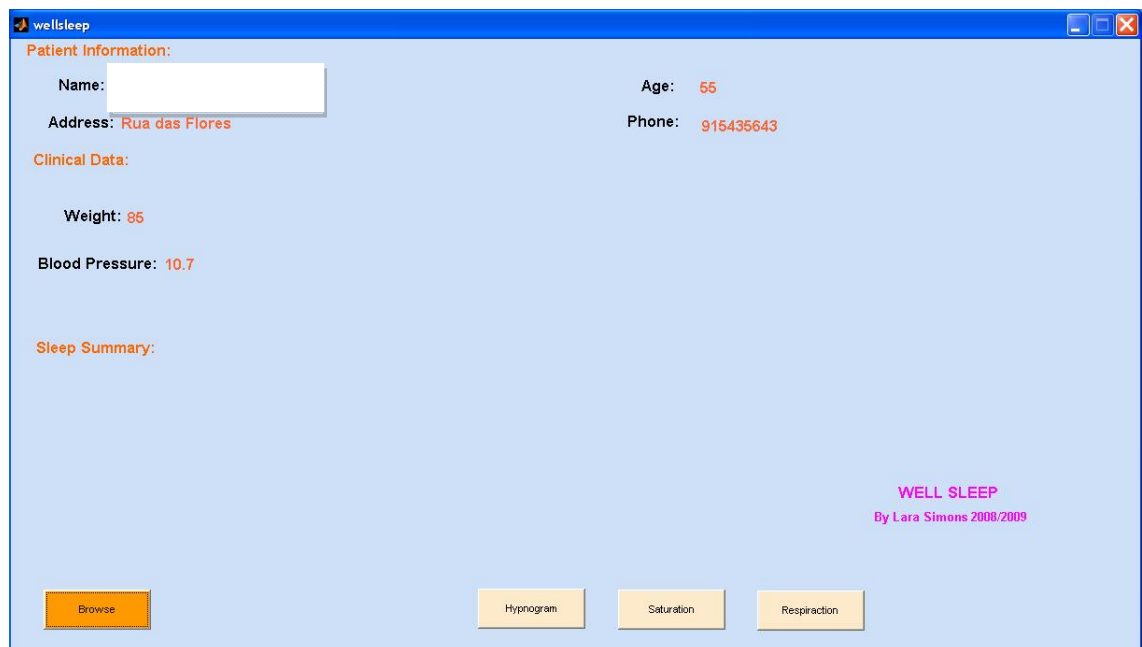 wellsleep
Patient Information:
Name:
Age: 55
Address: Rua das Flores
Phone: 915435643
Clinical Data:
Weight: 85
Blood Pressure: 10.7
Sleep Summary:
WELL SLEEP
By Lara Simons 2008/2009
Browse
Hypnogram
Saturation
Respiraction